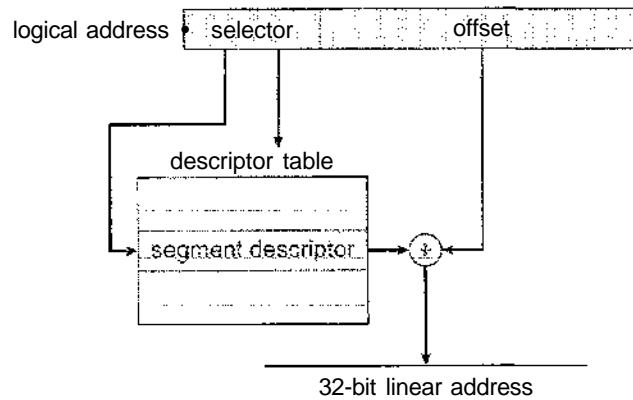 logical address selector offset
descriptor table
segment descriptor +
32-bit linear address